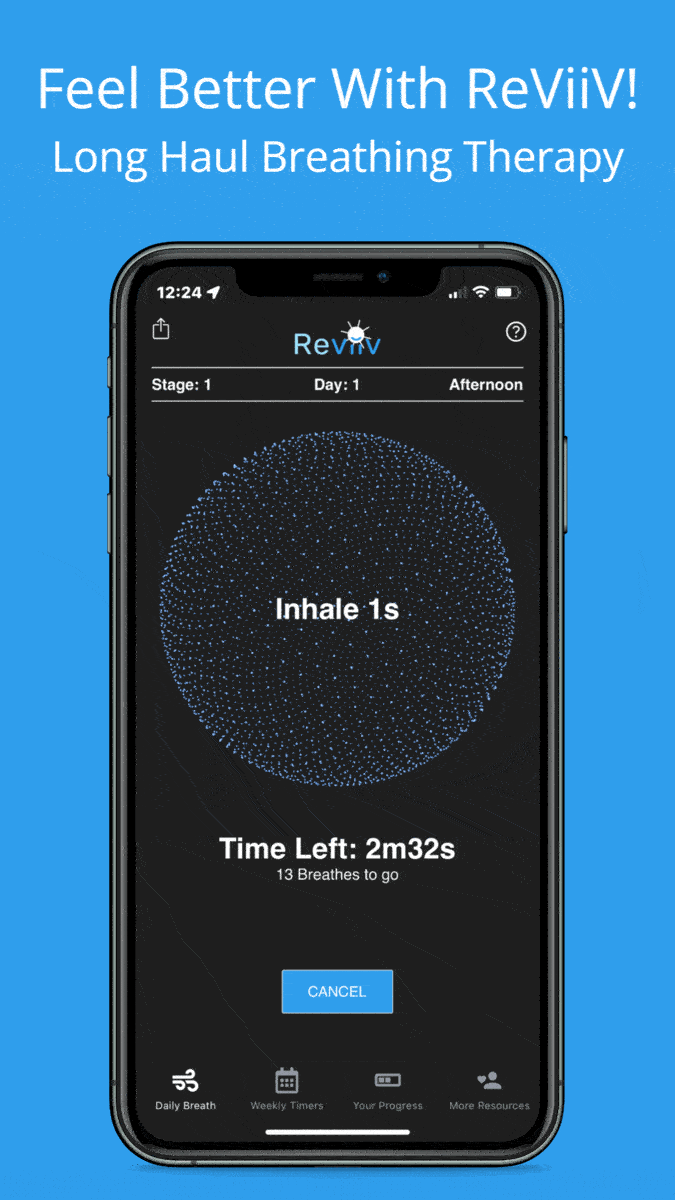 Feel Better With ReViiV!
Long Haul Breathing Therapy
12:24
Reviiv
Stage: 1 Day: 1 Afternoon
Inhale 1s
Time Left: 2m32s
13 Breathes to go
CANCEL
Daily Breath Weekly Timers Your Progress More Resources